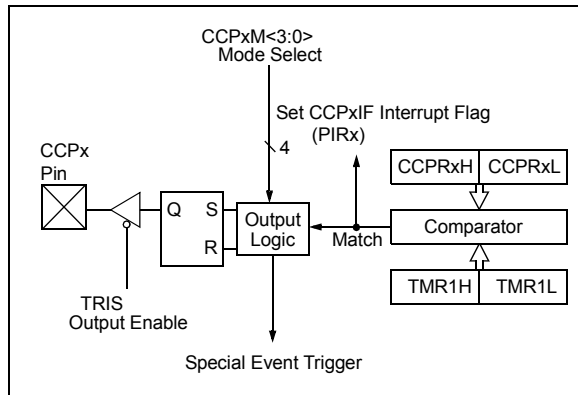 CCPxM<3:0>
Mode Select
Set CCPxIF Interrupt Flag
(PIRx)
4
CCPx
Pin
CCPRxH CCPRxL
Q S
R
Output
Logic
Match
Comparator
TRIS
Output Enable
TMR1H TMR1L
Special Event Trigger